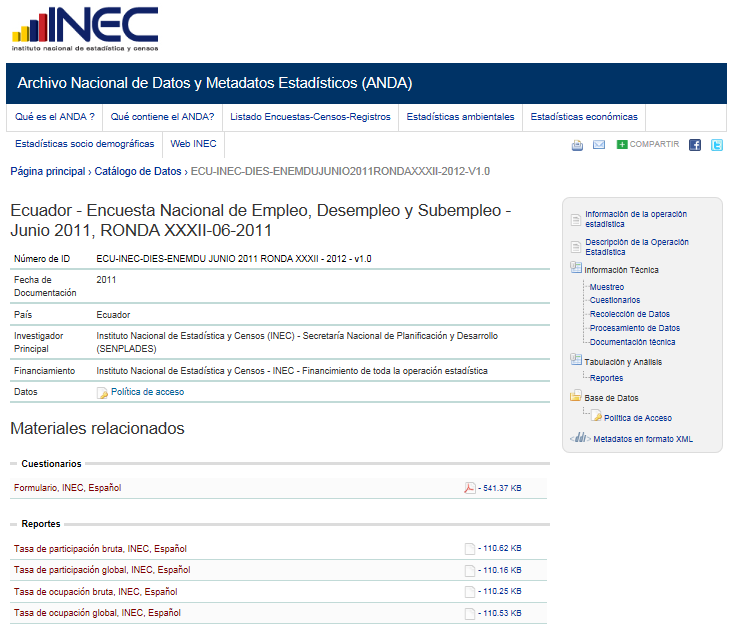 INEC
instituto nacional de estadística y censos
Archivo Nacional de Datos y Metadatos Estadísticos (ANDA)
Qué es el ANDA ?
Qué contiene el ANDA?
Listado Encuestas-Censos-Registros
Estadísticas ambientales
Estadísticas económicas
Estadísticas socio demográficas
Web INEC
COMPARTIR
Página principal › Catálogo de Datos › ECU-INEC-DIES-ENEMDUJUNIO2011RONDAXXXII-2012-V1.0
Ecuador - Encuesta Nacional de Empleo, Desempleo y Subempleo -
Junio 2011, RONDA XXXII-06-2011
Número de ID ECU-INEC-DIES-ENEMDU JUNIO 2011 RONDA XXXII - 2012 - v1.0
Fecha de 2011
Documentación
País Ecuador
Investigador Instituto Nacional de Estadística y Censos (INEC) - Secretaría Nacional de Planificación y Desarrollo
Principal (SENPLADES)
Financiamiento Instituto Nacional de Estadística y Censos - INEC - Financimiento de toda la operación estadística
Datos Política de acceso
Materiales relacionados
Cuestionarios
Formulario, INEC, Español - 541.37 KB
Reportes
Tasa de participación bruta, INEC, Español - 110.62 KB
Tasa de participación global, INEC, Español - 110.16 KB
Tasa de ocupación bruta, INEC, Español - 110.25 KB
Tasa de ocupación global, INEC, Español - 110.53 KB
Información de la operación
estadística
Descripción de la Operación
Estadística
Información Técnica
Muestreo
Cuestionarios
Recolección de Datos
Procesamiento de Datos
Documentación técnica
Tabulación y Análisis
Reportes
Base de Datos
Política de Acceso
Metadatos en formato XML